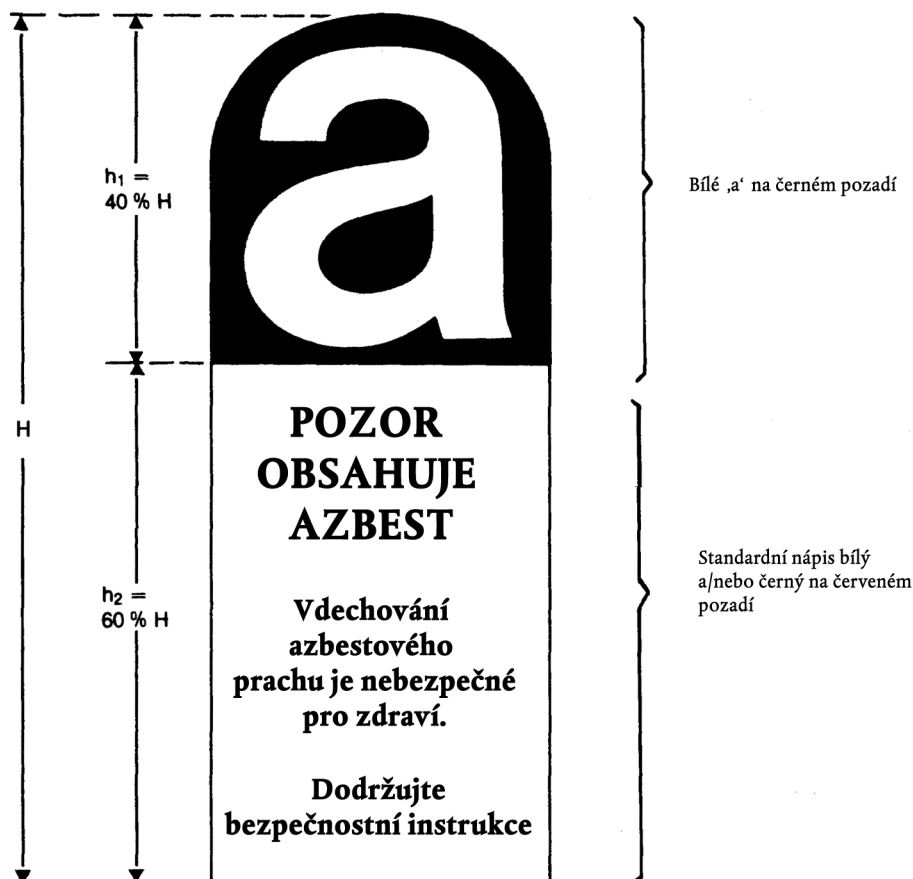 a
h₁ =
40 % H
Bílé ‚a‘ na černém pozadí
H
POZOR
OBSAHUJE
AZBEST
h₂ =
60 % H
Standardní nápis bílý
a/nebo černý na červeném
pozadí
Vdechování
azbestového
prachu je nebezpečné
pro zdraví.
Dodržujte
bezpečnostní instrukce